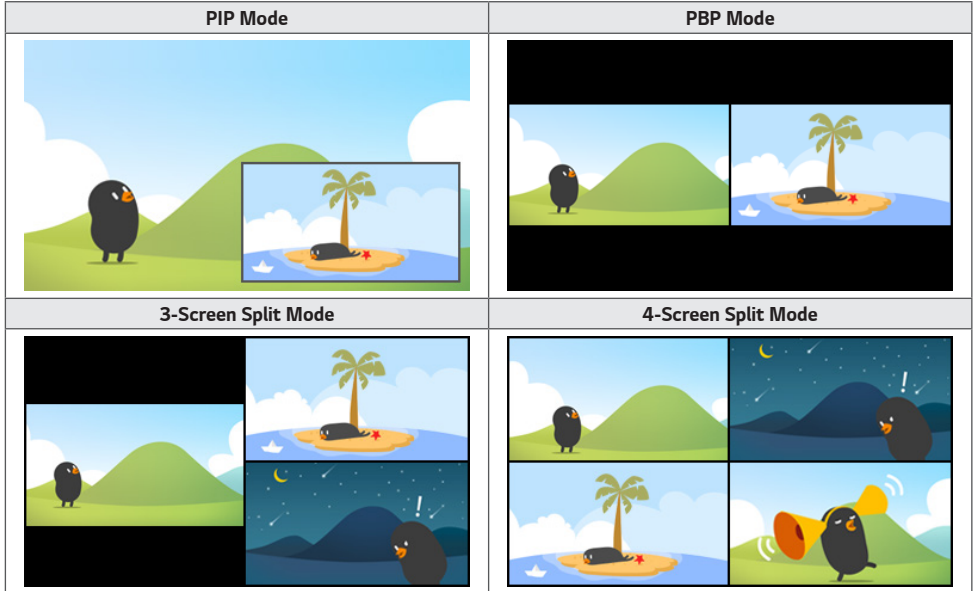 PIP Mode
PBP Mode
3-Screen Split Mode
4-Screen Split Mode